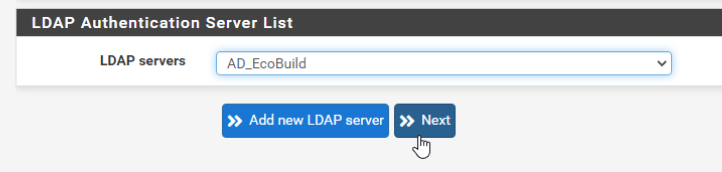 LDAP Authentication Server List
LDAP servers AD_EcoBuild
Add new LDAP server Next